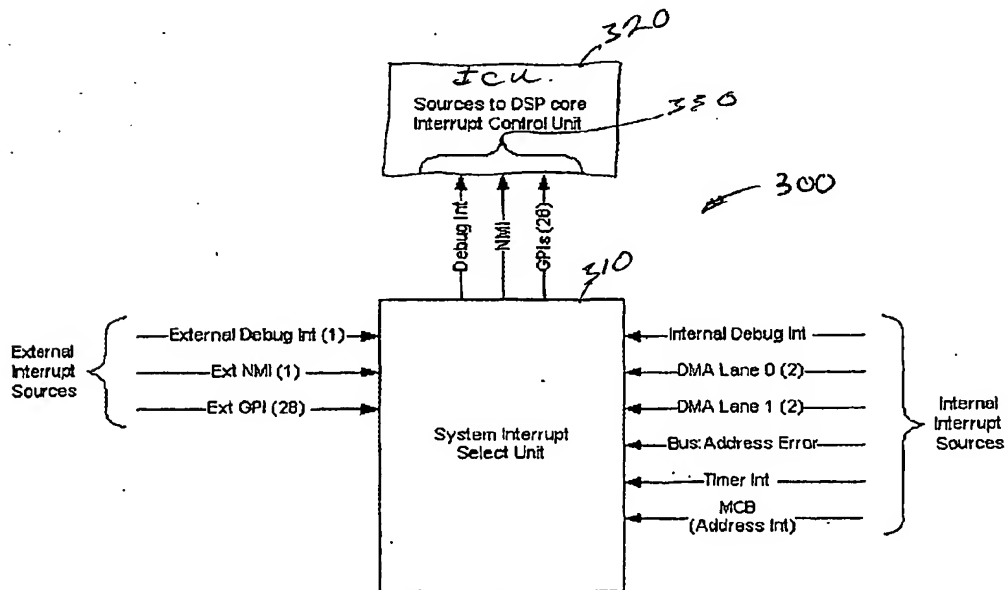 320
ICU.
Sources to DSP core
Interrupt Control Unit
330
300
Debug Int
NMI
GPIs (28)
310
External
Interrupt
Sources
External Debug Int (1)
Ext NMI (1)
Ext GPI (28)
System Interrupt
Select Unit
Internal Debug Int
DMA Lane 0 (2)
DMA Lane 1 (2)
Bus Address Error
Timer Int
MCB
(Address Int)
Internal
Interrupt
Sources